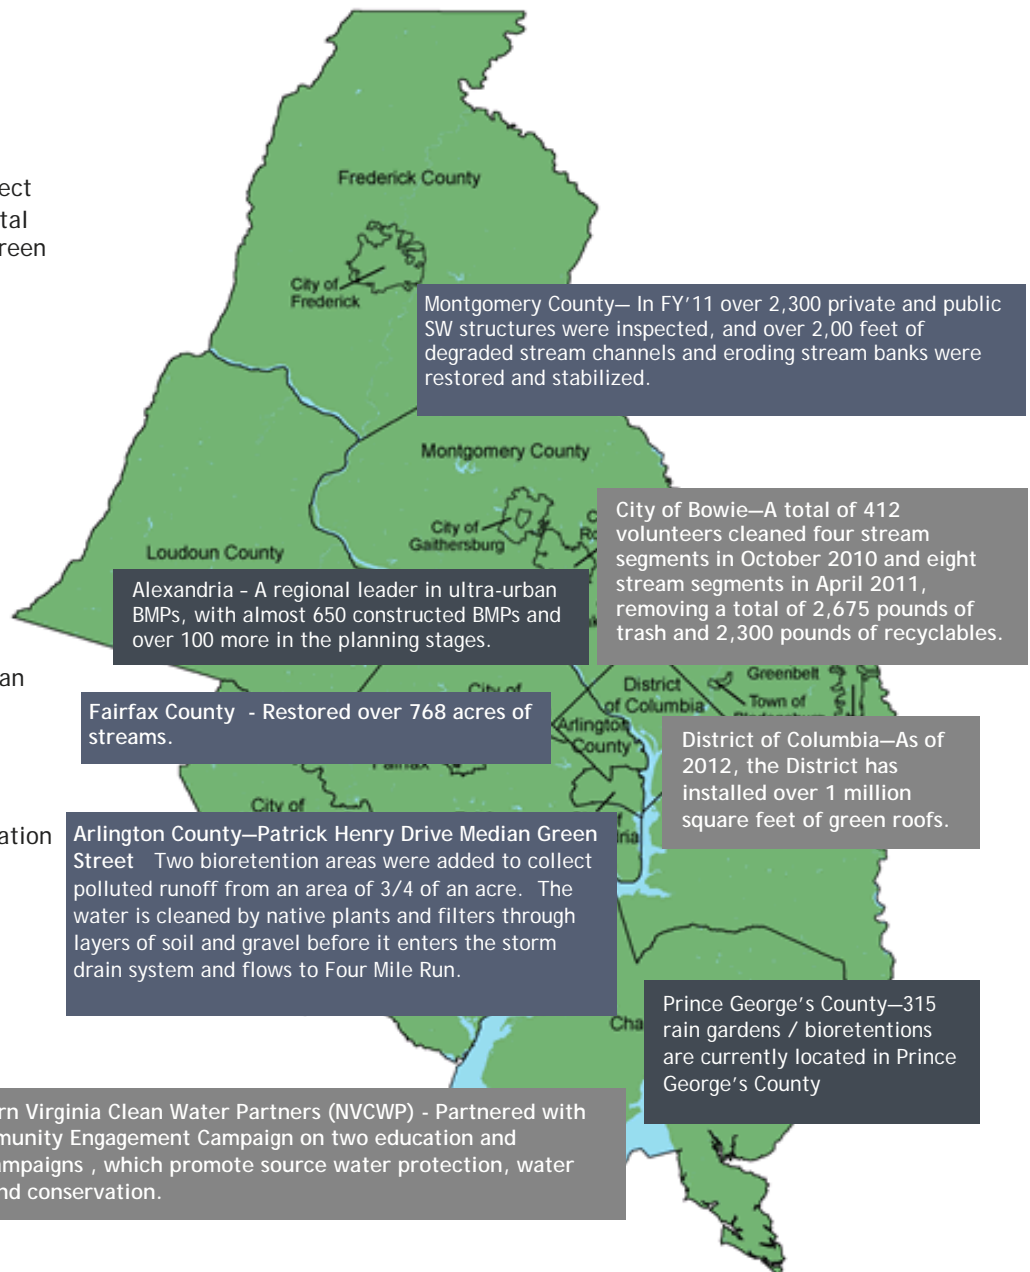 ect
tal
reen
Frederick County
City of
Frederick
Montgomery County— In FY'11 over 2,300 private and public
SW structures were inspected, and over 2,00 feet of
degraded stream channels and eroding stream banks were
restored and stabilized.
Montgomery County
City of
Gaithersburg
Loudoun County
City of Bowie—A total of 412
volunteers cleaned four stream
segments in October 2010 and eight
stream segments in April 2011,
removing a total of 2,675 pounds of
trash and 2,300 pounds of recyclables.
Alexandria - A regional leader in ultra-urban
BMPs, with almost 650 constructed BMPs and
over 100 more in the planning stages.
an
City of
District
of Columbia
Greenbelt
Town of
Fairfax County - Restored over 768 acres of
streams.
Arlington
County
Fairfax
District of Columbia—As of
2012, the District has
installed over 1 million
square feet of green roofs.
City of
ation
Arlington County—Patrick Henry Drive Median Green
Street Two bioretention areas were added to collect
polluted runoff from an area of 3/4 of an acre. The
water is cleaned by native plants and filters through
layers of soil and gravel before it enters the storm
drain system and flows to Four Mile Run.
ria
Cha
Prince George's County—315
rain gardens / bioretentions
are currently located in Prince
George's County
rn Virginia Clean Water Partners (NVCWP) - Partnered with
munity Engagement Campaign on two education and
ampaigns , which promote source water protection, water
nd conservation.